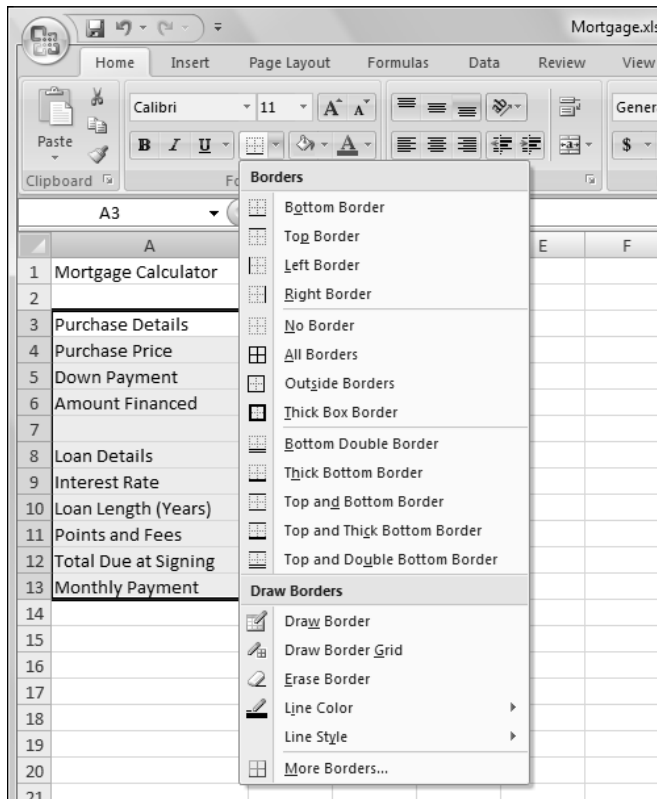 Mortgage.xls
Home Insert Page Layout Formulas Data Review View
Calibri 11 A A Gener
Paste B I U A $
Clipboard Fo
A3
A E F
1 Mortgage Calculator
2
3 Purchase Details
4 Purchase Price
5 Down Payment
6 Amount Financed
7
8 Loan Details
9 Interest Rate
10 Loan Length (Years)
11 Points and Fees
12 Total Due at Signing
13 Monthly Payment
14
15
16
17
18
19
20
21
Borders
Bottom Border
Top Border
Left Border
Right Border
No Border
All Borders
Outside Borders
Thick Box Border
Bottom Double Border
Thick Bottom Border
Top and Bottom Border
Top and Thick Bottom Border
Top and Double Bottom Border
Draw Borders
Draw Border
Draw Border Grid
Erase Border
Line Color
Line Style
More Borders...